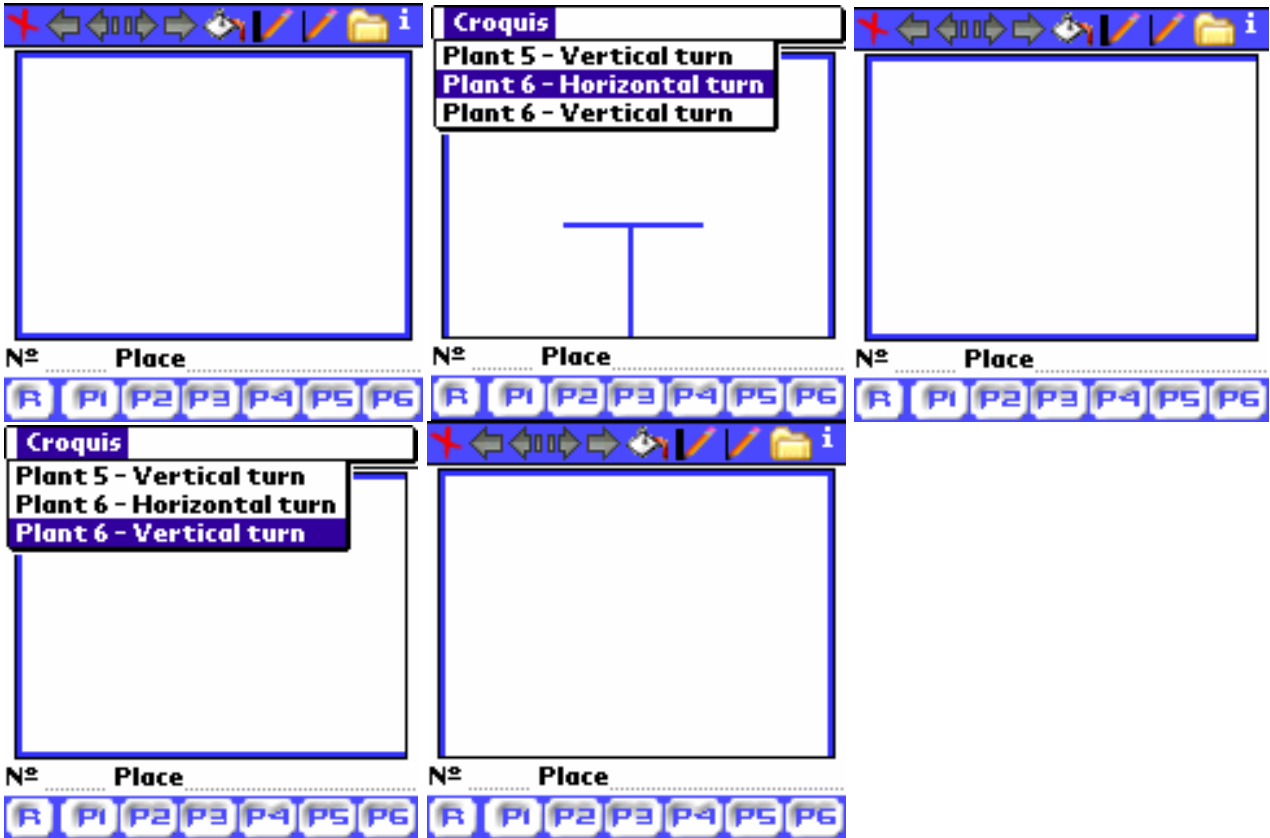 i
Croquis
Plant 5 - Vertical turn
Plant 6 - Horizontal turn
Plant 6 - Vertical turn
i
Nº Place
R P1 P2 P3 P4 P5 P6
Nº Place
R P1 P2 P3 P4 P5 P6
Nº Place
R P1 P2 P3 P4 P5 P6
Croquis
Plant 5 - Vertical turn
Plant 6 - Horizontal turn
Plant 6 - Vertical turn
i
Nº Place
R P1 P2 P3 P4 P5 P6
Nº Place
R P1 P2 P3 P4 P5 P6